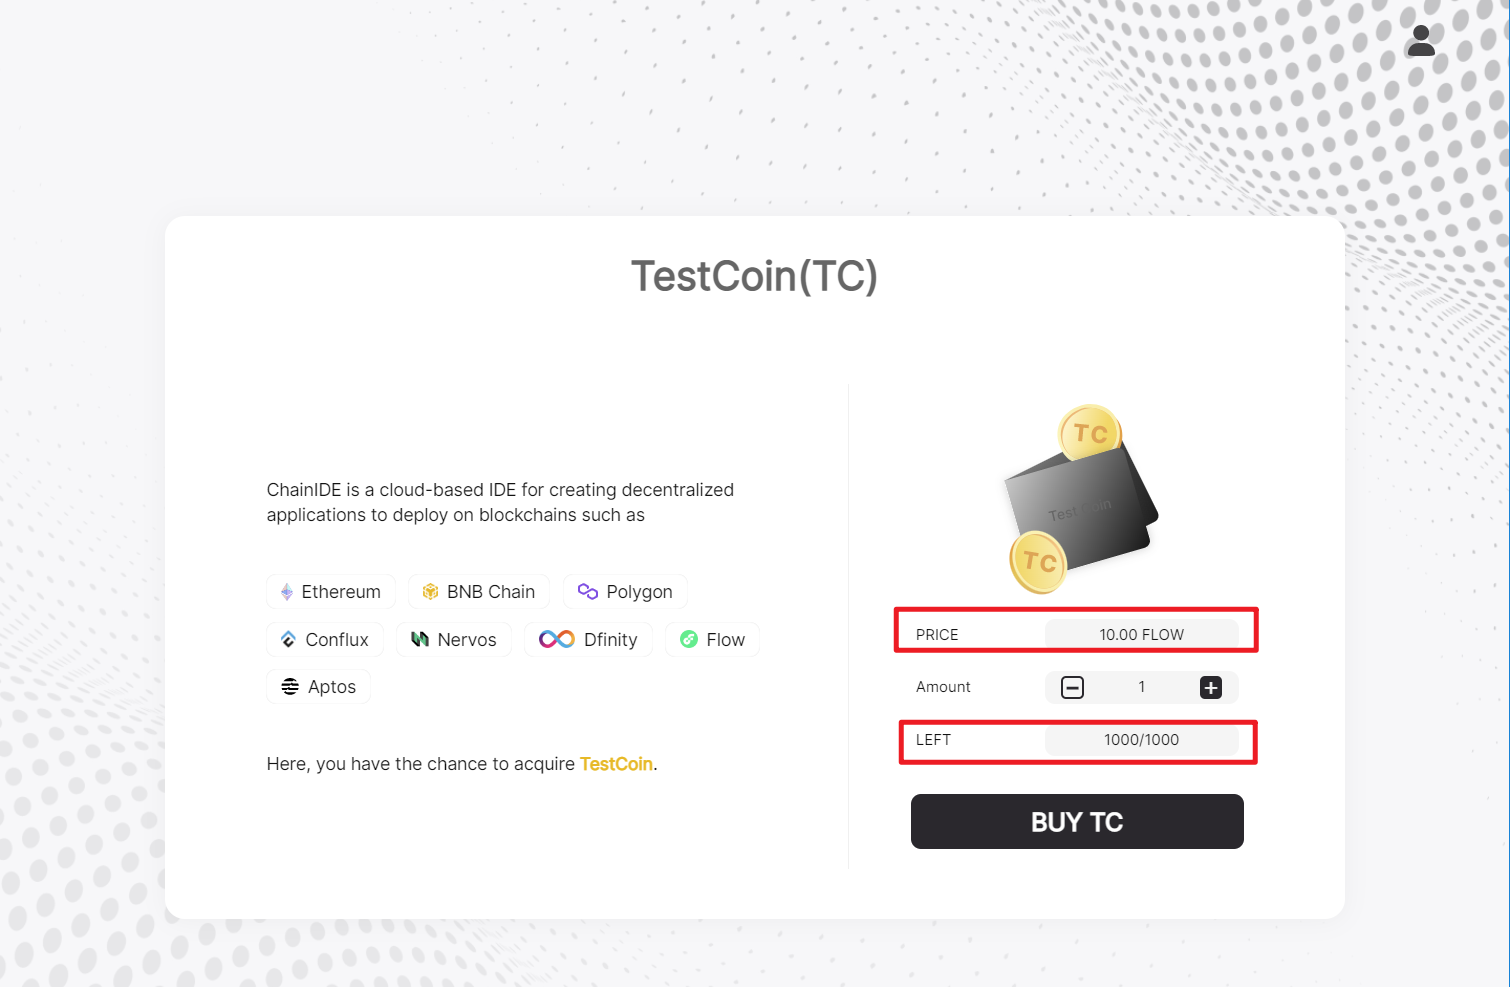 TestCoin(TC)
ChainIDE is a cloud-based IDE for creating decentralized
applications to deploy on blockchains such as
Ethereum BNB Chain Polygon
Conflux Nervos Dfinity Flow
Aptos
Here, you have the chance to acquire TestCoin.
TC
Test Coin
TC
PRICE 10.00 FLOW
Amount 1
LEFT 1000/1000
BUY TC